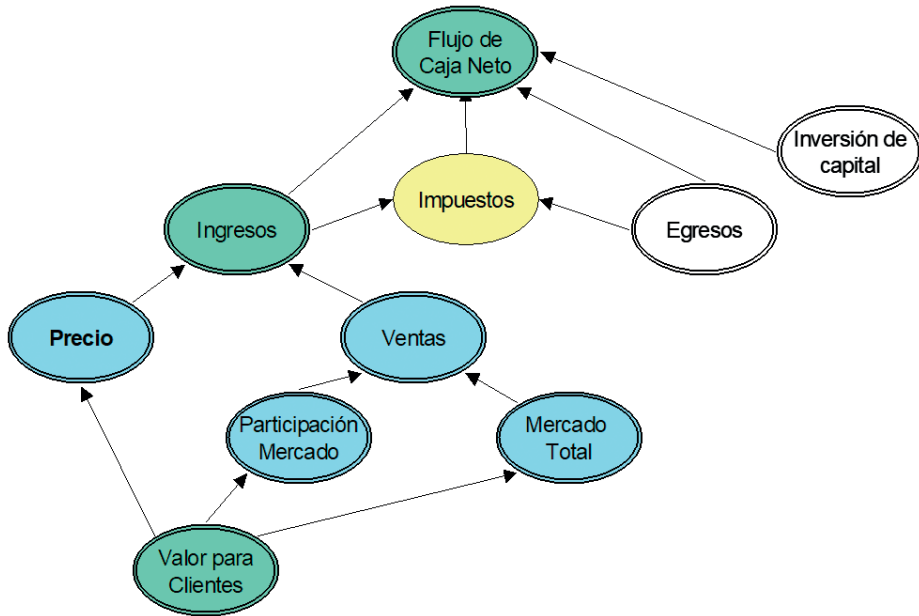 Flujo de
Caja Neto
Inversión de
capital
Ingresos
Impuestos
Egresos
Precio
Ventas
Participación
Mercado
Mercado
Total
Valor para
Clientes